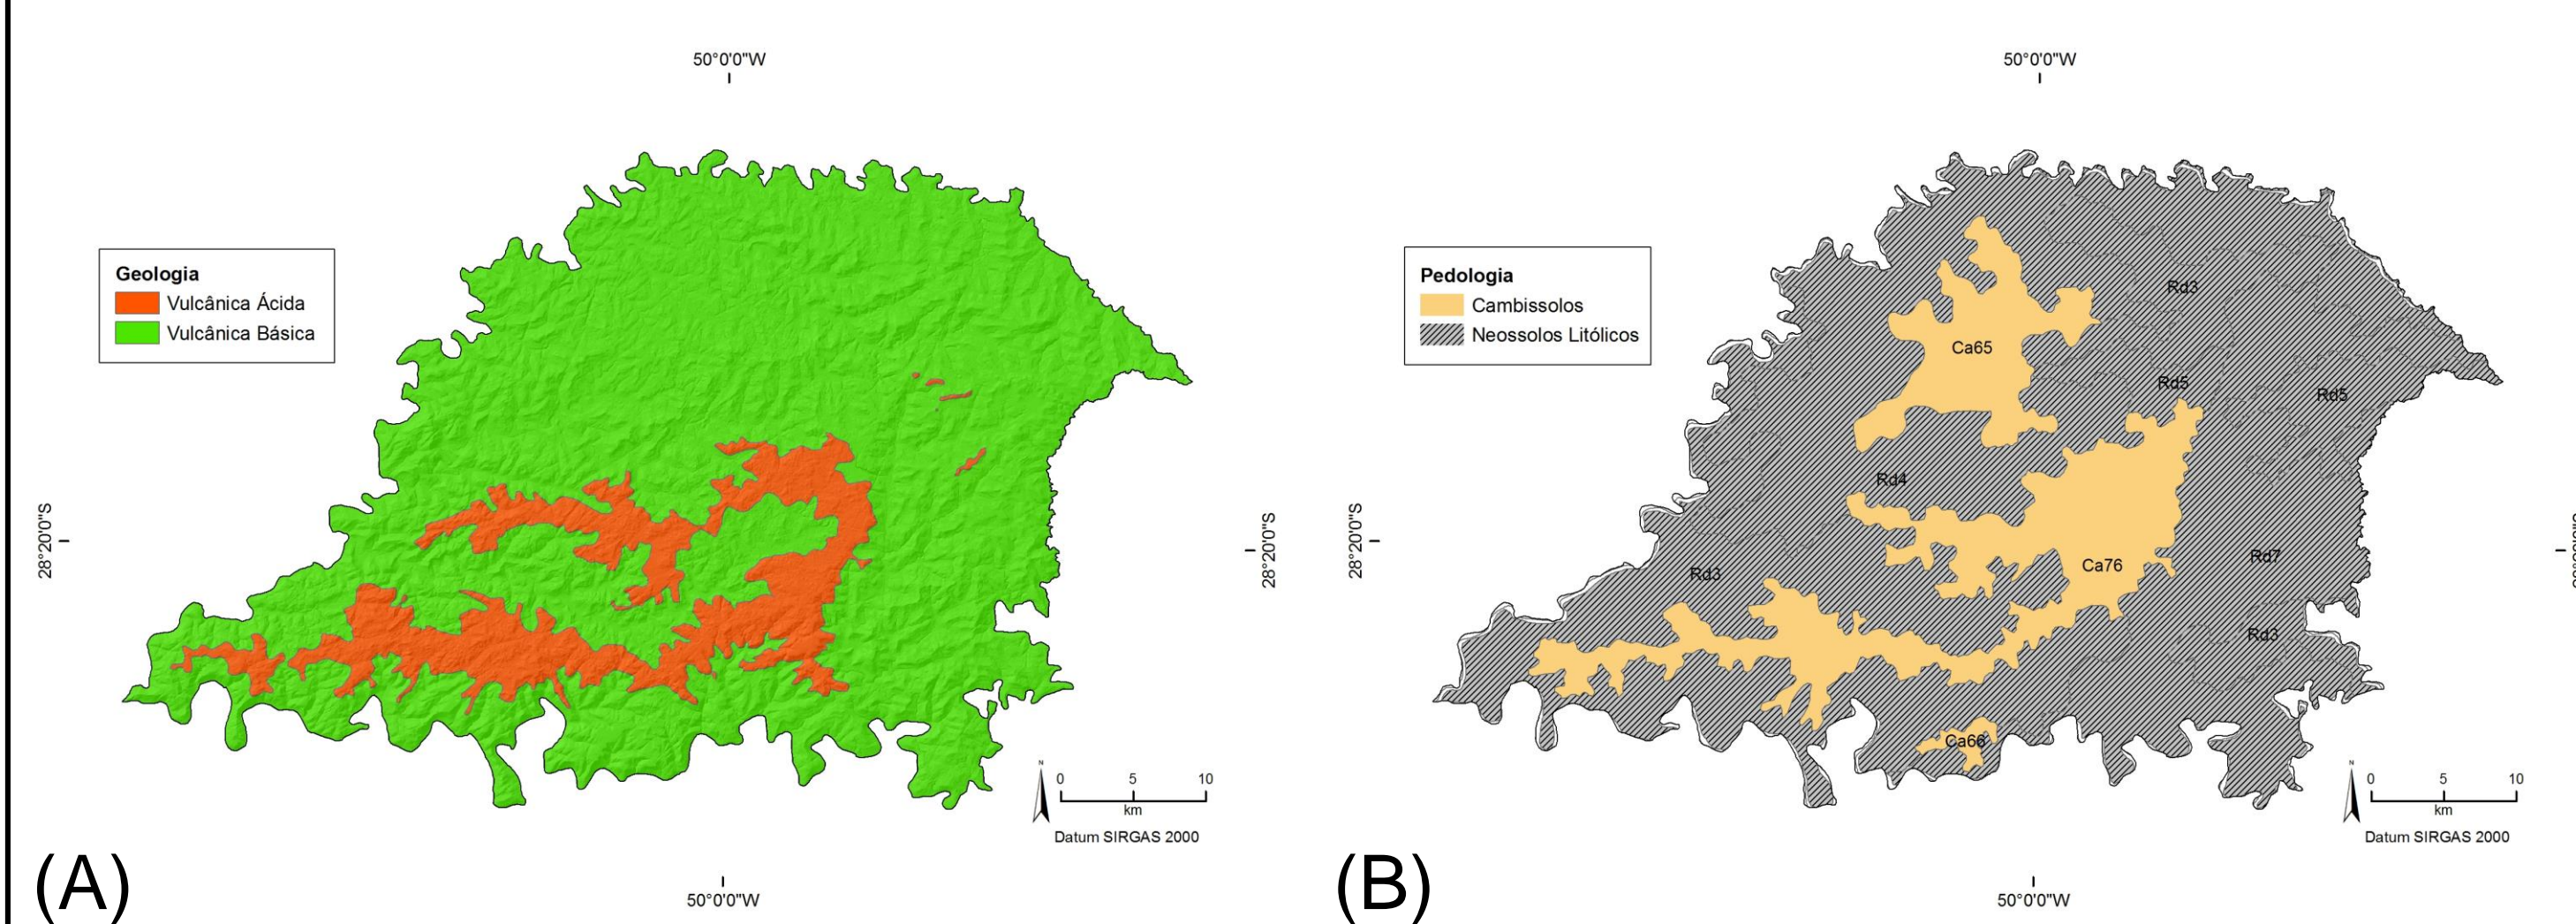 50°0'0"W
Geologia
Vulcânica Ácida
Vulcânica Básica
28°20'0"S
28°20'0"S
N
0 5 10
km
Datum SIRGAS 2000
(A)
50°0'0"W
50°0'0"W
Pedologia
Cambissolos
Neossolos Litólicos
Rd3
Ca65
Rd5
Rd5
Rd4
28°20'0"S
Ca76
Rd7
Rd3
Rd3
Ca66
N
0 5 10
km
Datum SIRGAS 2000
(B)
50°0'0"W